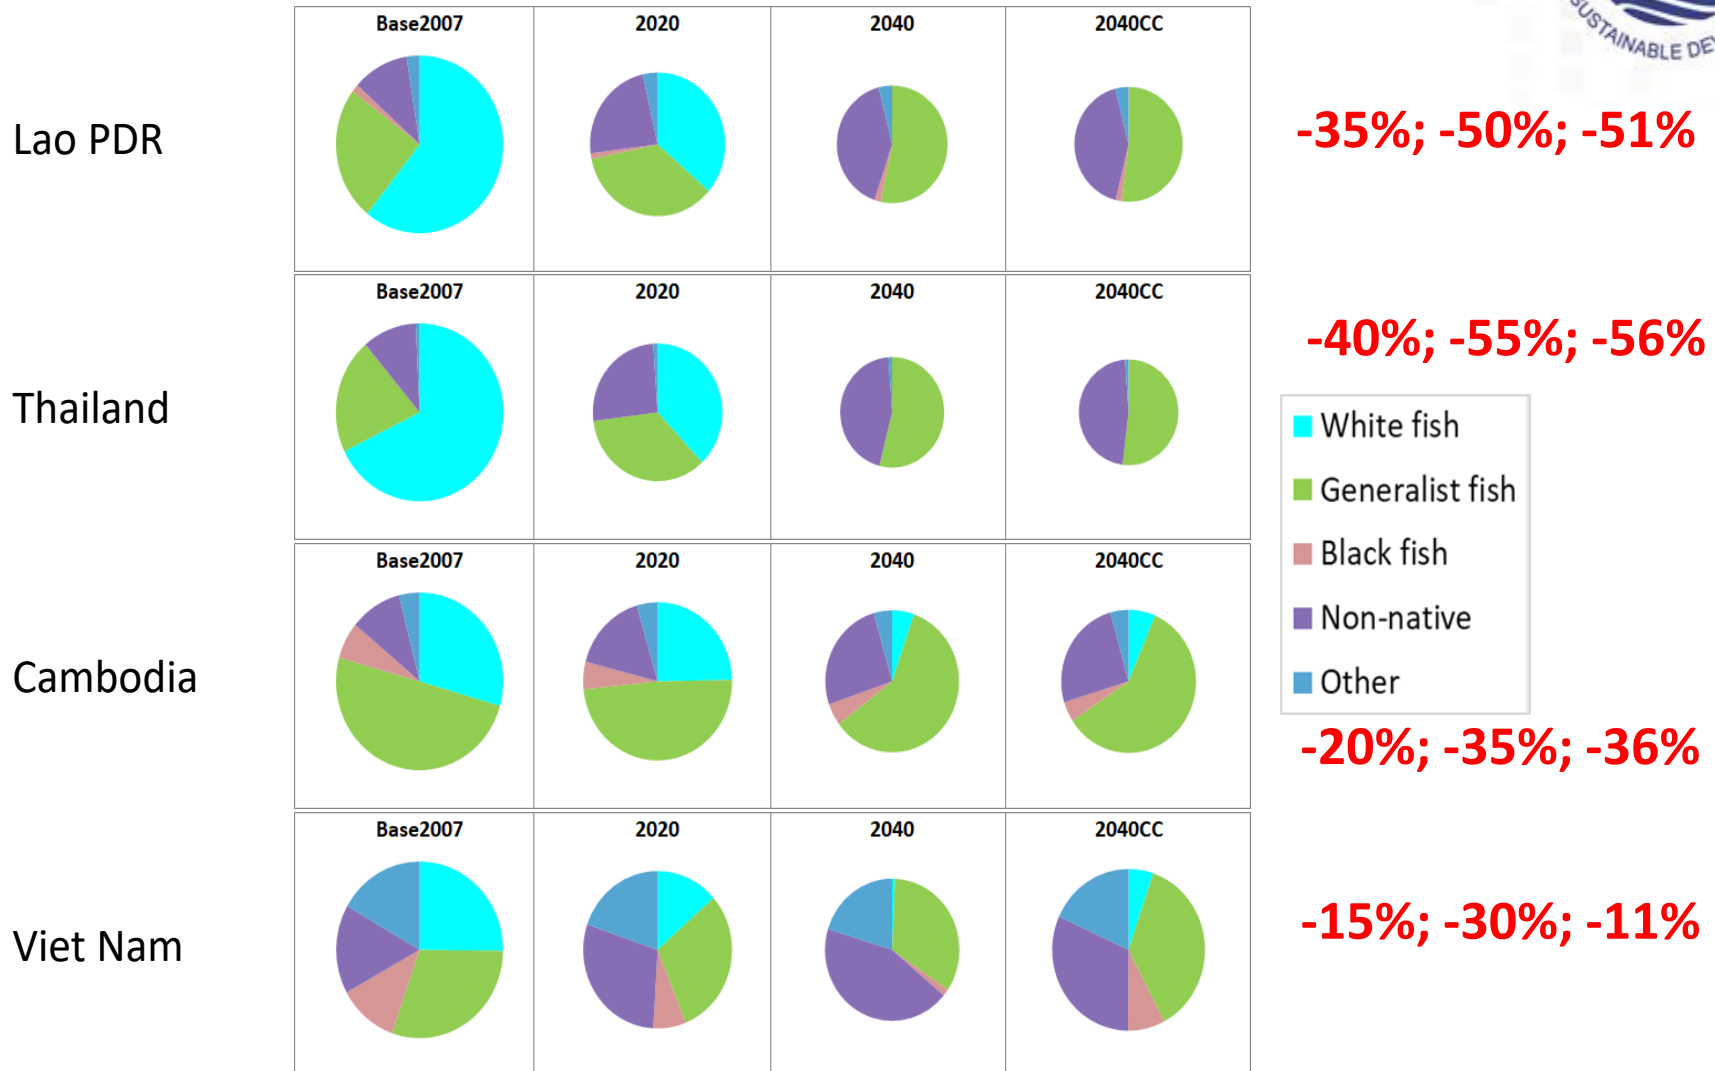 SUSTAINABLE DE
Lao PDR
Base2007 2020 2040 2040CC
-35%; -50%; -51%
Thailand
Base2007 2020 2040 2040CC
-40%; -55%; -56%
White fish
Generalist fish
Black fish
Non-native
Other
Cambodia
Base2007 2020 2040 2040CC
-20%; -35%; -36%
Viet Nam
Base2007 2020 2040 2040CC
-15%; -30%; -11%